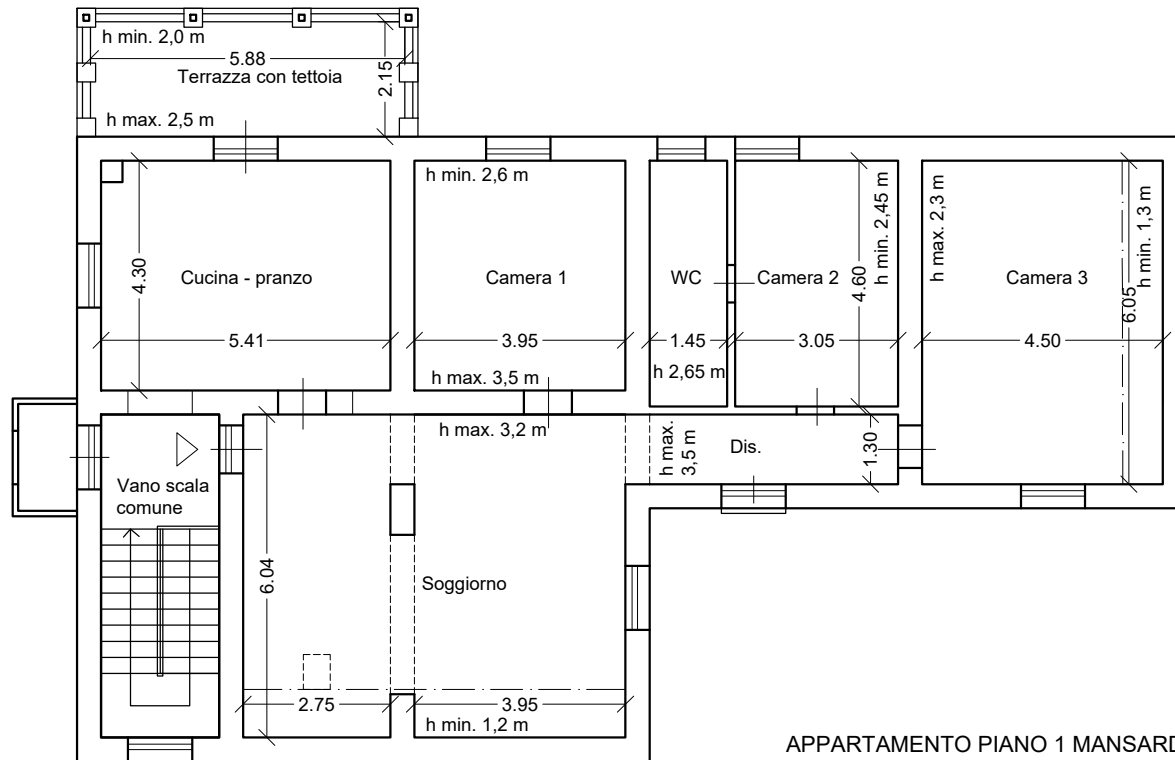 h min. 2,0 m
5.88
Terrazza con tettoia
2.15
h max. 2,5 m
h min. 2,6 m
h min. 2,45 m
h max. 2,3 m
h min. 1,3 m
4.30
Cucina - pranzo
Camera 1
WC
Camera 2
4.60
Camera 3
6.05
5.41
3.95
1.45
3.05
4.50
h 2,65 m
h max. 3,5 m
h max. 3,2 m
h max.
3,5 m
Dis.
1.30
Vano scala
comune
6.04
Soggiorno
2.75
3.95
h min. 1,2 m
APPARTAMENTO PIANO 1 MANSARD